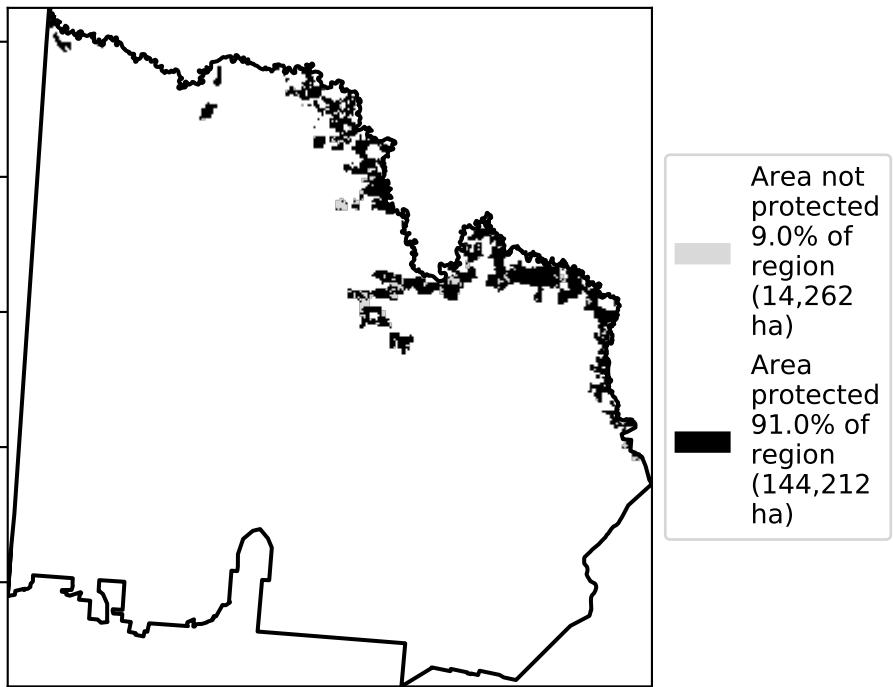 Area not
protected
9.0% of
region
(14,262
ha)
Area
protected
91.0% of
region
(144,212
ha)